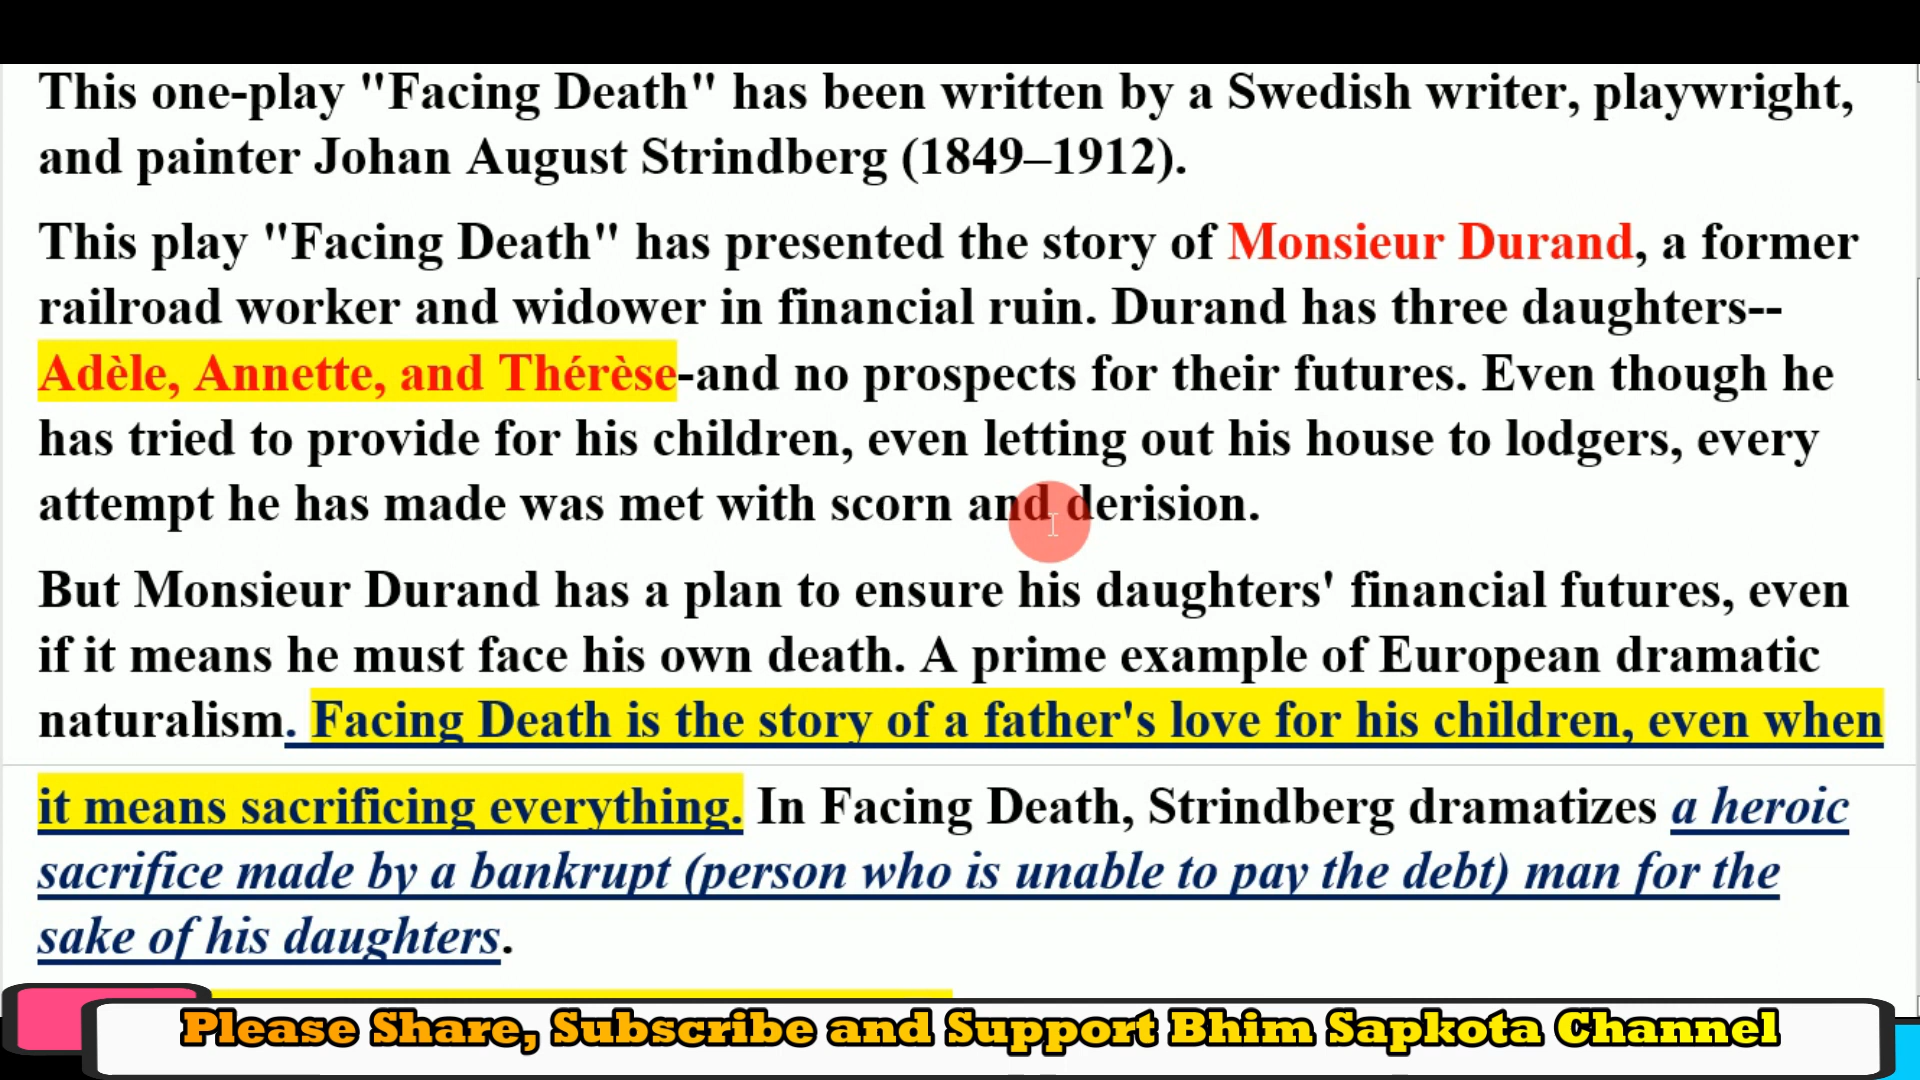 This one-play "Facing Death" has been written by a Swedish writer, playwright,
and painter Johan August Strindberg (1849–1912).
This play "Facing Death" has presented the story of Monsieur Durand, a former
railroad worker and widower in financial ruin. Durand has three daughters--
Adèle, Annette, and Thérèse-and no prospects for their futures. Even though he
has tried to provide for his children, even letting out his house to lodgers, every
attempt he has made was met with scorn and derision.
But Monsieur Durand has a plan to ensure his daughters' financial futures, even
if it means he must face his own death. A prime example of European dramatic
naturalism. Facing Death is the story of a father's love for his children, even when
it means sacrificing everything. In Facing Death, Strindberg dramatizes a heroic
sacrifice made by a bankrupt (person who is unable to pay the debt) man for the
sake of his daughters.
Please Share, Subscribe and Support Bhim Sapkota Channel